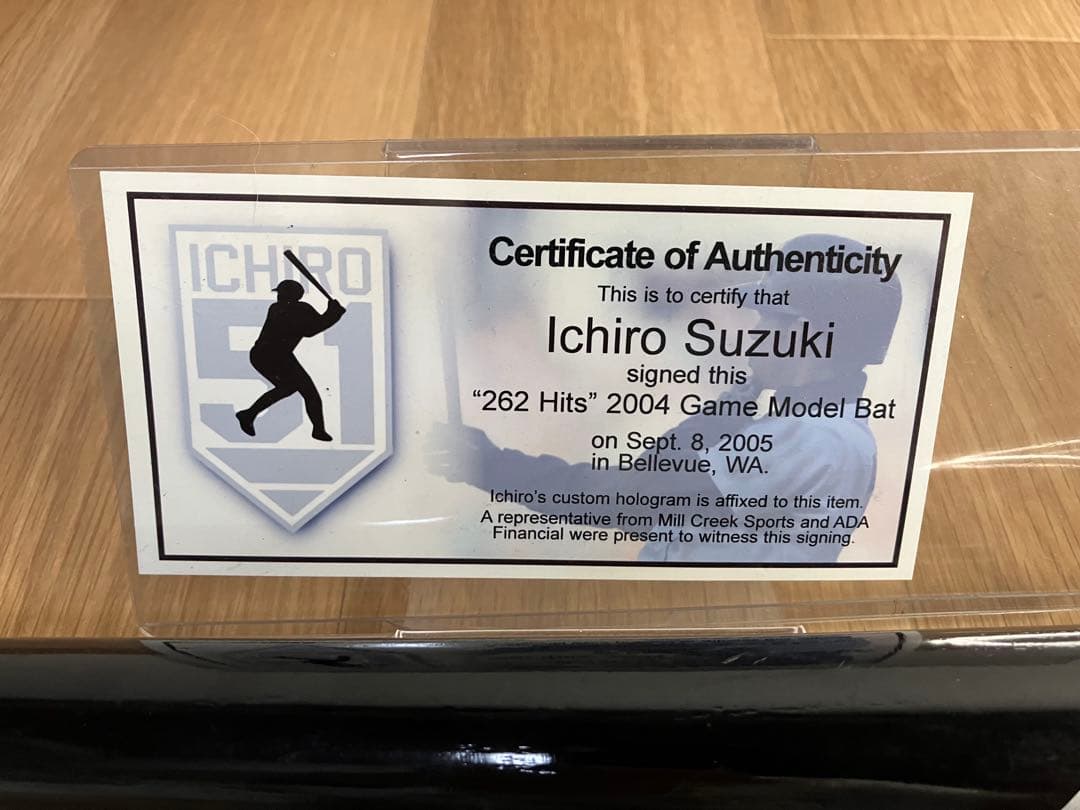 ICHIRO
51
Certificate of Authenticity
This is to certify that
Ichiro Suzuki
signed this
“262 Hits” 2004 Game Model Bat
on Sept. 8, 2005
in Bellevue, WA.
Ichiro's custom hologram is affixed to this item.
A representative from Mill Creek Sports and ADA
Financial were present to witness this signing.